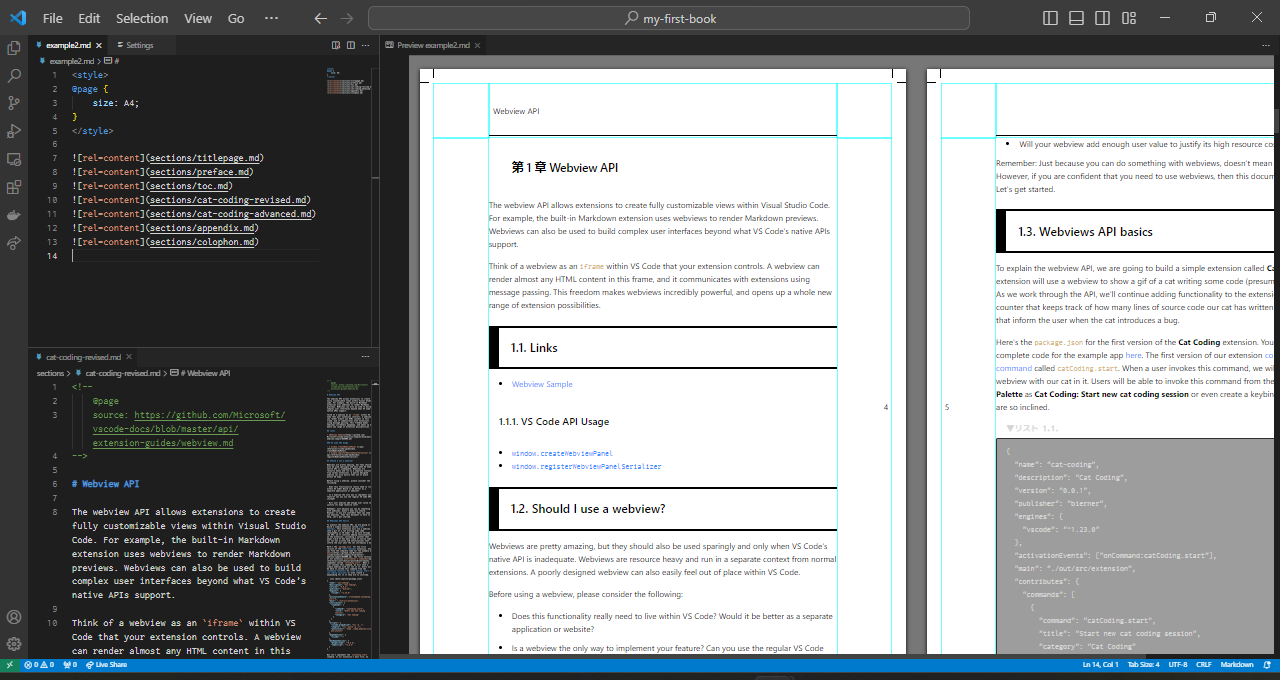 File Edit Selection View Go ···
my-first-book
example2.md
Settings
example2.md > #
1 <style>
2 @page {
3 size: A4;
4 }
5 </style>
6
7 ![rel=content](sections/titlepage.md)
8 ![rel=content](sections/preface.md)
9 ![rel=content](sections/toc.md)
10 ![rel=content](sections/cat-coding-revised.md)
11 ![rel=content](sections/cat-coding-advanced.md)
12 ![rel=content](sections/appendix.md)
13 ![rel=content](sections/colophon.md)
14
cat-coding-revised.md
sections > cat-coding-revised.md > # Webview API
1 <!--
2 @page
3 source: https://github.com/Microsoft/
vscode-docs/blob/master/api/
extension-guides/webview.md
4 -->
5
6 # Webview API
7
8 The webview API allows extensions to create
fully customizable views within Visual Studio
Code. For example, the built-in Markdown
extension uses webviews to render Markdown
previews. Webviews can also be used to build
complex user interfaces beyond what VS Code's
native APIs support.
9
10 Think of a webview as an `iframe` within VS
Code that your extension controls. A webview
can render almost any HTML content in this
Preview example2.md
Webview API
第 1 章 Webview API
The webview API allows extensions to create fully customizable views within Visual Studio Code.
For example, the built-in Markdown extension uses webviews to render Markdown previews.
Webviews can also be used to build complex user interfaces beyond what VS Code's native APIs
support.
Think of a webview as an iframe within VS Code that your extension controls. A webview can
render almost any HTML content in this frame, and it communicates with extensions using
message passing. This freedom makes webviews incredibly powerful, and opens up a whole new
range of extension possibilities.
1.1. Links
• Webview Sample
1.1.1. VS Code API Usage
• window.createWebviewPanel
• window.registerWebviewPanelSerializer
1.2. Should I use a webview?
Webviews are pretty amazing, but they should also be used sparingly and only when VS Code's
native API is inadequate. Webviews are resource heavy and run in a separate context from normal
extensions. A poorly designed webview can also easily feel out of place within VS Code.
Before using a webview, please consider the following:
• Does this functionality really need to live within VS Code? Would it be better as a separate
application or website?
• Is a webview the only way to implement your feature? Can you use the regular VS Code
4
• Will your webview add enough user value to justify its high resource co
Remember: Just because you can do something with webviews, doesn't mean
However, if you are confident that you need to use webviews, then this docum
Let's get started.
1.3. Webviews API basics
To explain the webview API, we are going to build a simple extension called Ca
extension will use a webview to show a gif of a cat writing some code (presum
As we work through the API, we'll continue adding functionality to the extensi
counter that keeps track of how many lines of source code our cat has written
that inform the user when the cat introduces a bug.
Here's the package.json for the first version of the Cat Coding extension. You
complete code for the example app here. The first version of our extension co
command called catCoding.start. When a user invokes this command, we wi
webview with our cat in it. Users will be able to invoke this command from the
Palette as Cat Coding: Start new cat coding session or even create a keybin
are so inclined.
5
▼リスト 1.1.
{
"name": "cat-coding",
"description": "Cat Coding",
"version": "0.0.1",
"publisher": "bierner",
"engines": {
"vscode": "^1.23.0"
},
"activationEvents": ["onCommand:catCoding.start"],
"main": "./out/src/extension",
"contributes": {
"commands": [
{
"command": "catCoding.start",
"title": "Start new cat coding session",
"category": "Cat Coding"
0 0 0 Live Share
Ln 14, Col 1 Tab Size: 4 UTF-8 CRLF Markdown